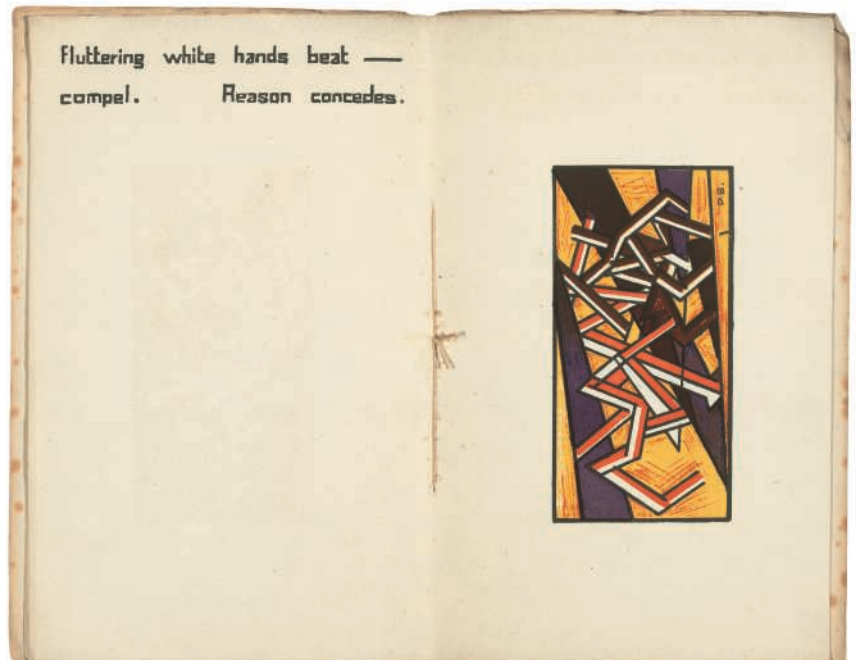 Fluttering white hands beat —
compel. Reason concedes.
D.B.